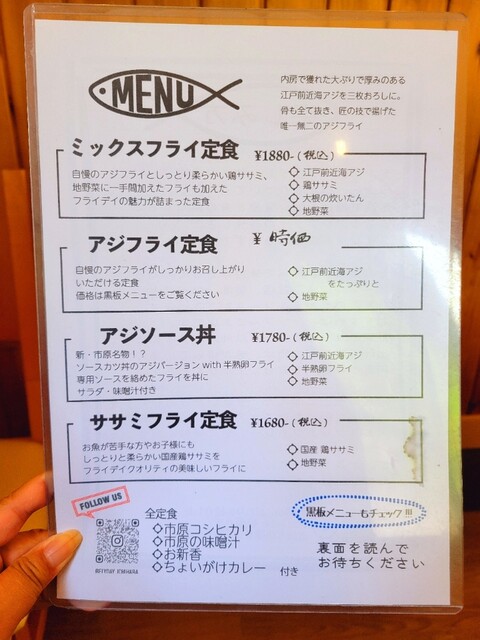 MENU
内房で獲れた大ぶりで厚みのある
江戸前近海アジを三枚おろしに。
骨も全て抜き、匠の技で揚げた
唯一無二のアジフライ
ミックスフライ定食 ¥1880-(税込)
自慢のアジフライとしっとり柔らかい鶏ササミ、
地野菜に一手間加えたフライも加えた
フライデイの魅力が詰まった定食
◇江戸前近海アジ
◇鶏ササミ
◇大根の炊いたん
◇地野菜
アジフライ定食 ¥ 時価
自慢のアジフライがしっかりお召し上がり
いただける定食
価格は黒板メニューをご覧ください
◇江戸前近海アジ
をたっぷりと
◇地野菜
アジソース丼 ¥1780-(税込)
新・市原名物!?
ソースカツ丼のアジバージョン with 半熟卵フライ
専用ソースを絡めたフライを丼に
サラダ・味噌汁付き
◇江戸前近海アジ
◇半熟卵フライ
◇地野菜
ササミフライ定食 ¥1680-(税込)
お魚が苦手な方やお子様にも
しっとりと柔らかい国産鶏ササミを
フライデイクオリティの美味しいフライに
◇国産 鶏ササミ
◇地野菜
FOLLOW US
全定食
◇市原コシヒカリ
◇市原の味噌汁
◇お新香
◇ちょいがけカレー 付き
黒板メニューもチェック!!!
裏面を読んで
お待ちください